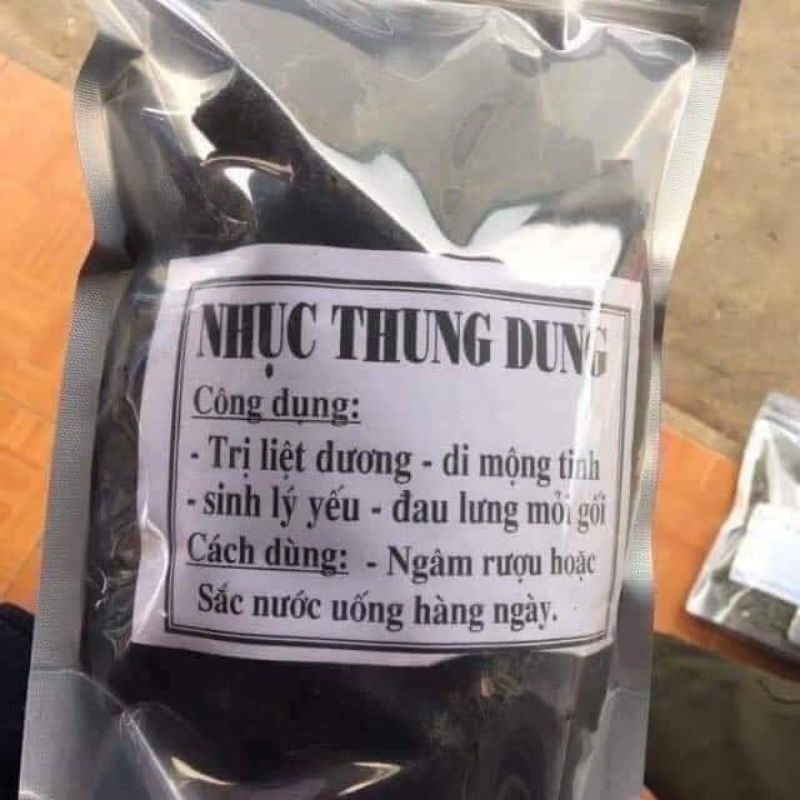 NHỤC THUNG DUNG
Công dụng:
- Trị liệt dương - di mộng tinh
- sinh lý yếu - đau lưng mỏi gối
Cách dùng: - Ngâm rượu hoặc
Sắc nước uống hàng ngày.